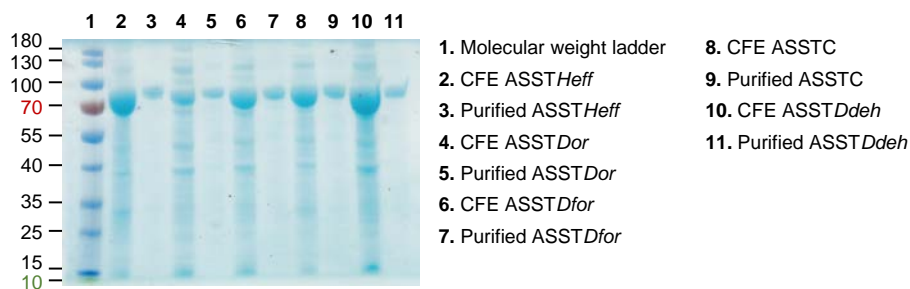 1 2 3 4 5 6 7 8 9 10 11
180
130
100
70
55
40
35
25
15
10
1. Molecular weight ladder
2. CFE ASSTHeff
3. Purified ASSTHeff
4. CFE ASSTDor
5. Purified ASSTDor
6. CFE ASSTDfor
7. Purified ASSTDfor
8. CFE ASSTC
9. Purified ASSTC
10. CFE ASSTDdeh
11. Purified ASSTDdeh